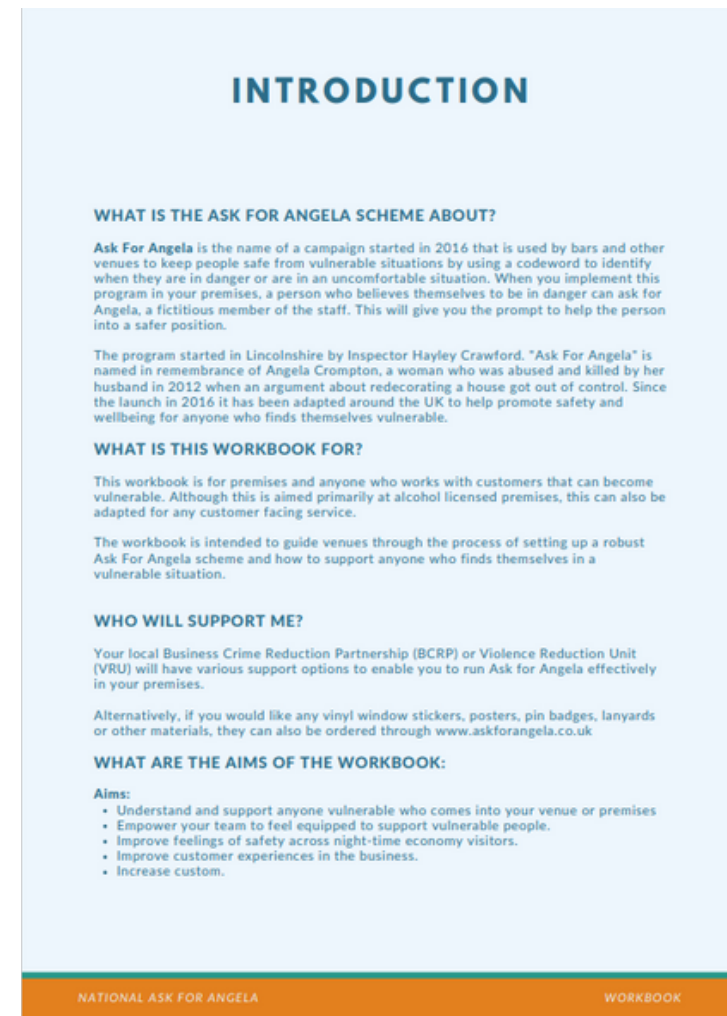 INTRODUCTION
WHAT IS THE ASK FOR ANGELA SCHEME ABOUT?
Ask For Angela is the name of a campaign started in 2016 that is used by bars and other
venues to keep people safe from vulnerable situations by using a codeword to identify
when they are in danger or are in an uncomfortable situation. When you implement this
program in your premises, a person who believes themselves to be in danger can ask for
Angela, a fictitious member of the staff. This will give you the prompt to help the person
into a safer position.
The program started in Lincolnshire by Inspector Hayley Crawford. "Ask For Angela" is
named in remembrance of Angela Crompton, a woman who was abused and killed by her
husband in 2012 when an argument about redecorating a house got out of control. Since
the launch in 2016 it has been adapted around the UK to help promote safety and
wellbeing for anyone who finds themselves vulnerable.
WHAT IS THIS WORKBOOK FOR?
This workbook is for premises and anyone who works with customers that can become
vulnerable. Although this is aimed primarily at alcohol licensed premises, this can also be
adapted for any customer facing service.
The workbook is intended to guide venues through the process of setting up a robust
Ask For Angela scheme and how to support anyone who finds themselves in a
vulnerable situation.
WHO WILL SUPPORT ME?
Your local Business Crime Reduction Partnership (BCRP) or Violence Reduction Unit
(VRU) will have various support options to enable you to run Ask for Angela effectively
in your premises.
Alternatively, if you would like any vinyl window stickers, posters, pin badges, lanyards
or other materials, they can also be ordered through www.askforangela.co.uk
WHAT ARE THE AIMS OF THE WORKBOOK:
Aims:
• Understand and support anyone vulnerable who comes into your venue or premises
• Empower your team to feel equipped to support vulnerable people.
• Improve feelings of safety across night-time economy visitors.
• Improve customer experiences in the business.
• Increase custom.
NATIONAL ASK FOR ANGELA WORKBOOK